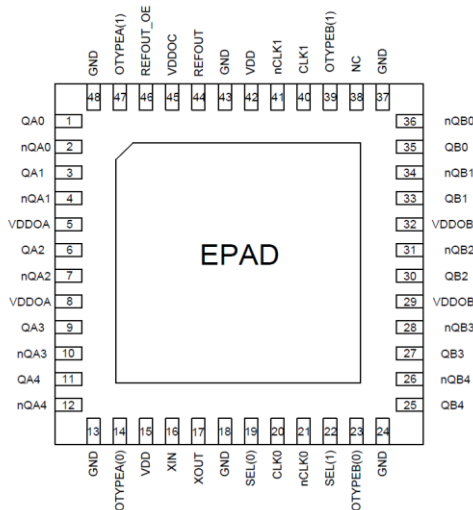 GND
OTYPEA(1)
REFOUT_OE
VDDOC
REFOUT
GND
VDD
nCLK1
CLK1
OTYPEB(1)
NC
GND
48 47 46 45 44 43 42 41 40 39 38 37
QA0 1 36 nQB0
nQA0 2 35 QB0
QA1 3 34 nQB1
nQA1 4 33 QB1
VDDOA 5 32 VDDOB
QA2 6 31 nQB2
EPAD
nQA2 7 30 QB2
VDDOA 8 29 VDDOB
QA3 9 28 nQB3
nQA3 10 27 QB3
QA4 11 26 nQB4
nQA4 12 25 QB4
13 14 15 16 17 18 19 20 21 22 23 24
GND
OTYPEA(0)
VDD
XIN
XOUT
GND
SEL(0)
CLK0
nCLK0
SEL(1)
OTYPEB(0)
GND